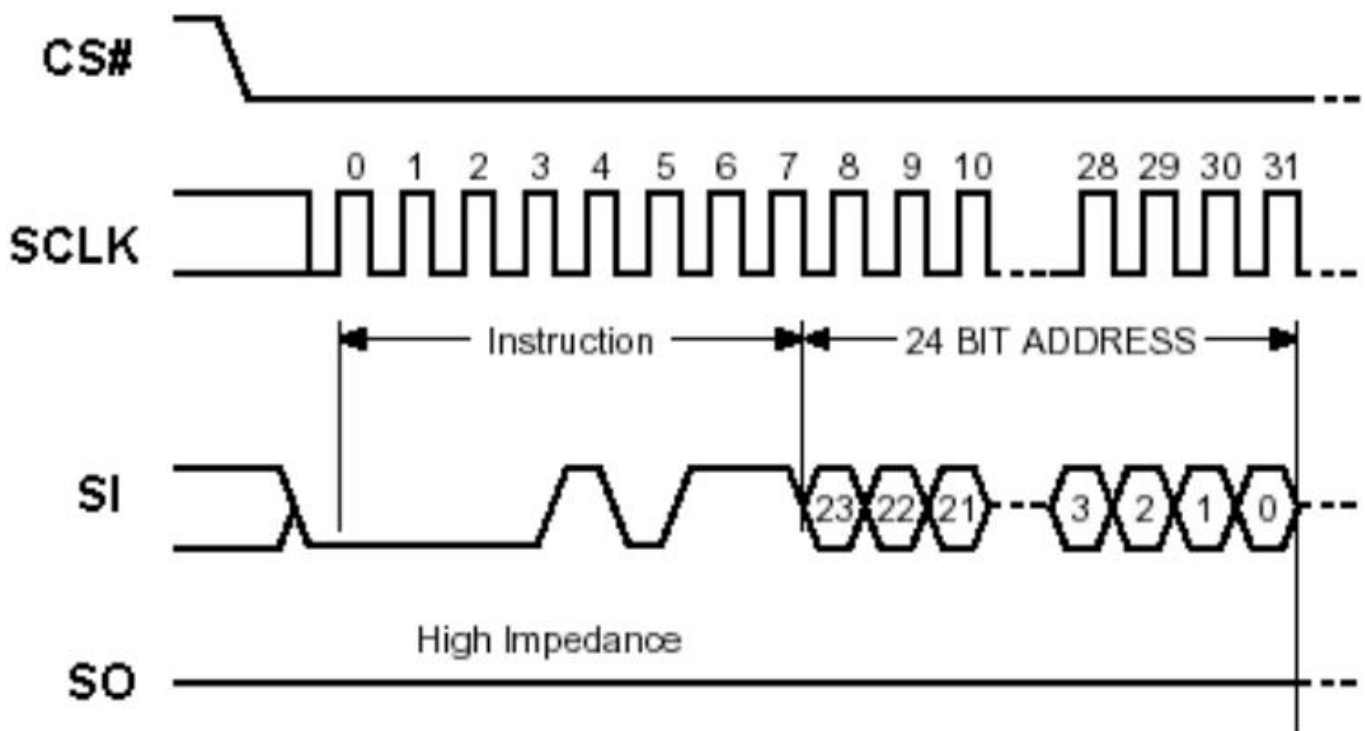 CS#
0 1 2 3 4 5 6 7 8 9 10 28 29 30 31
SCLK
Instruction 24 BIT ADDRESS
SI 23 22 21 3 2 1 0
High Impedance
SO